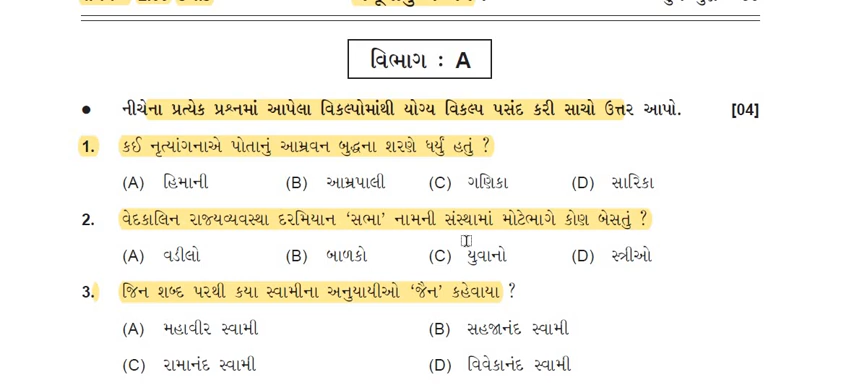 વિભાગ : A
● નીચેના પ્રત્યેક પ્રશ્નમાં આપેલા વિકલ્પોમાંથી યોગ્ય વિકલ્પ પસંદ કરી સાચો ઉત્તર આપો. [04]
1. કઈ નૃત્યાંગનાએ પોતાનું આમ્રવન બુદ્ધના શરણે ધર્યું હતું ?
(A) હિમાની (B) આમ્રપાલી (C) ગણિકા (D) સારિકા
2. વેદકાલિન રાજ્યવ્યવસ્થા દરમિયાન ‘સભા’ નામની સંસ્થામાં મોટેભાગે કોણ બેસતું ?
(A) વડીલો (B) બાળકો (C) યુવાનો (D) સ્ત્રીઓ
3. જિન શબ્દ પરથી કયા સ્વામીના અનુયાયીઓ ‘જૈન’ કહેવાયા ?
(A) મહાવીર સ્વામી (B) સહજાનંદ સ્વામી
(C) રામાનંદ સ્વામી (D) વિવેકાનંદ સ્વામી